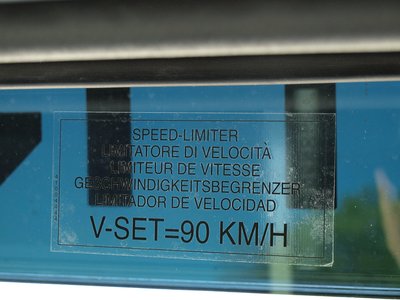 SPEED-LIMITER
LIMITATORE DI VELOCITÀ
LIMITEUR DE VITESSE
GESCHWINDIGKEITSBEGRENZER
LIMITADOR DE VELOCIDAD
V-SET=90 KM/H